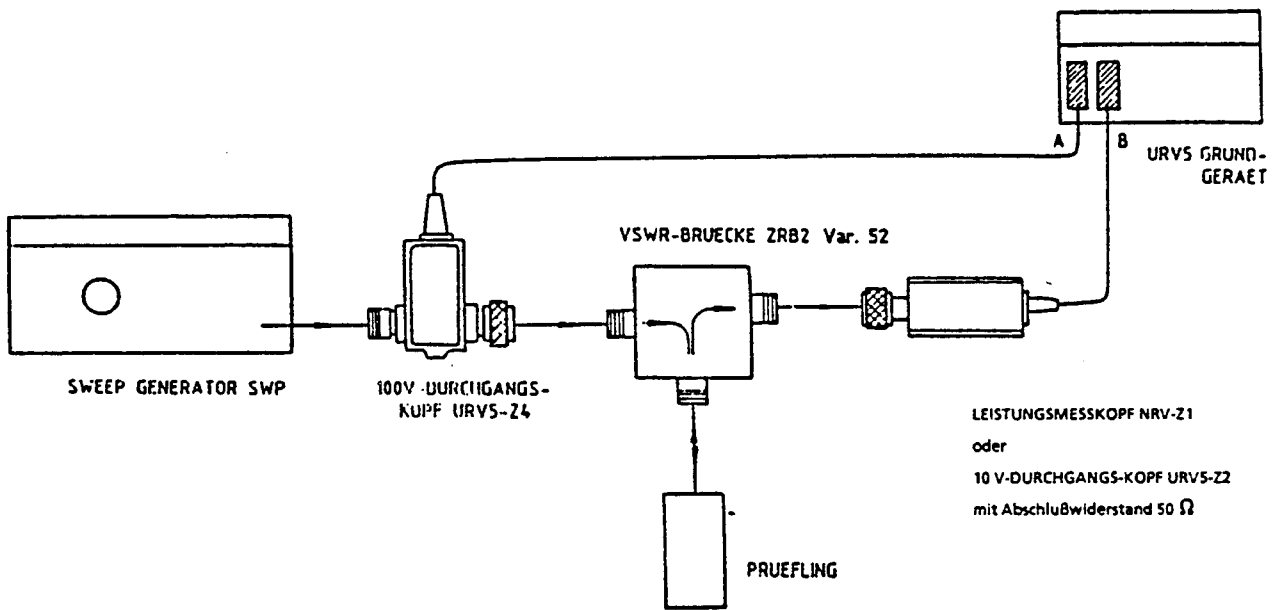 A
B
URV5 GRUND-
GERAET
VSWR-BRUECKE ZRB2 Var. 52
SWEEP GENERATOR SWP
100V-DURCHGANGS-
KOPF URV5-Z4
LEISTUNGSMESSKOPF NRV-Z1
oder
10 V-DURCHGANGS-KOPF URV5-Z2
mit Abschlußwiderstand 50 Ω
PRUEFLING